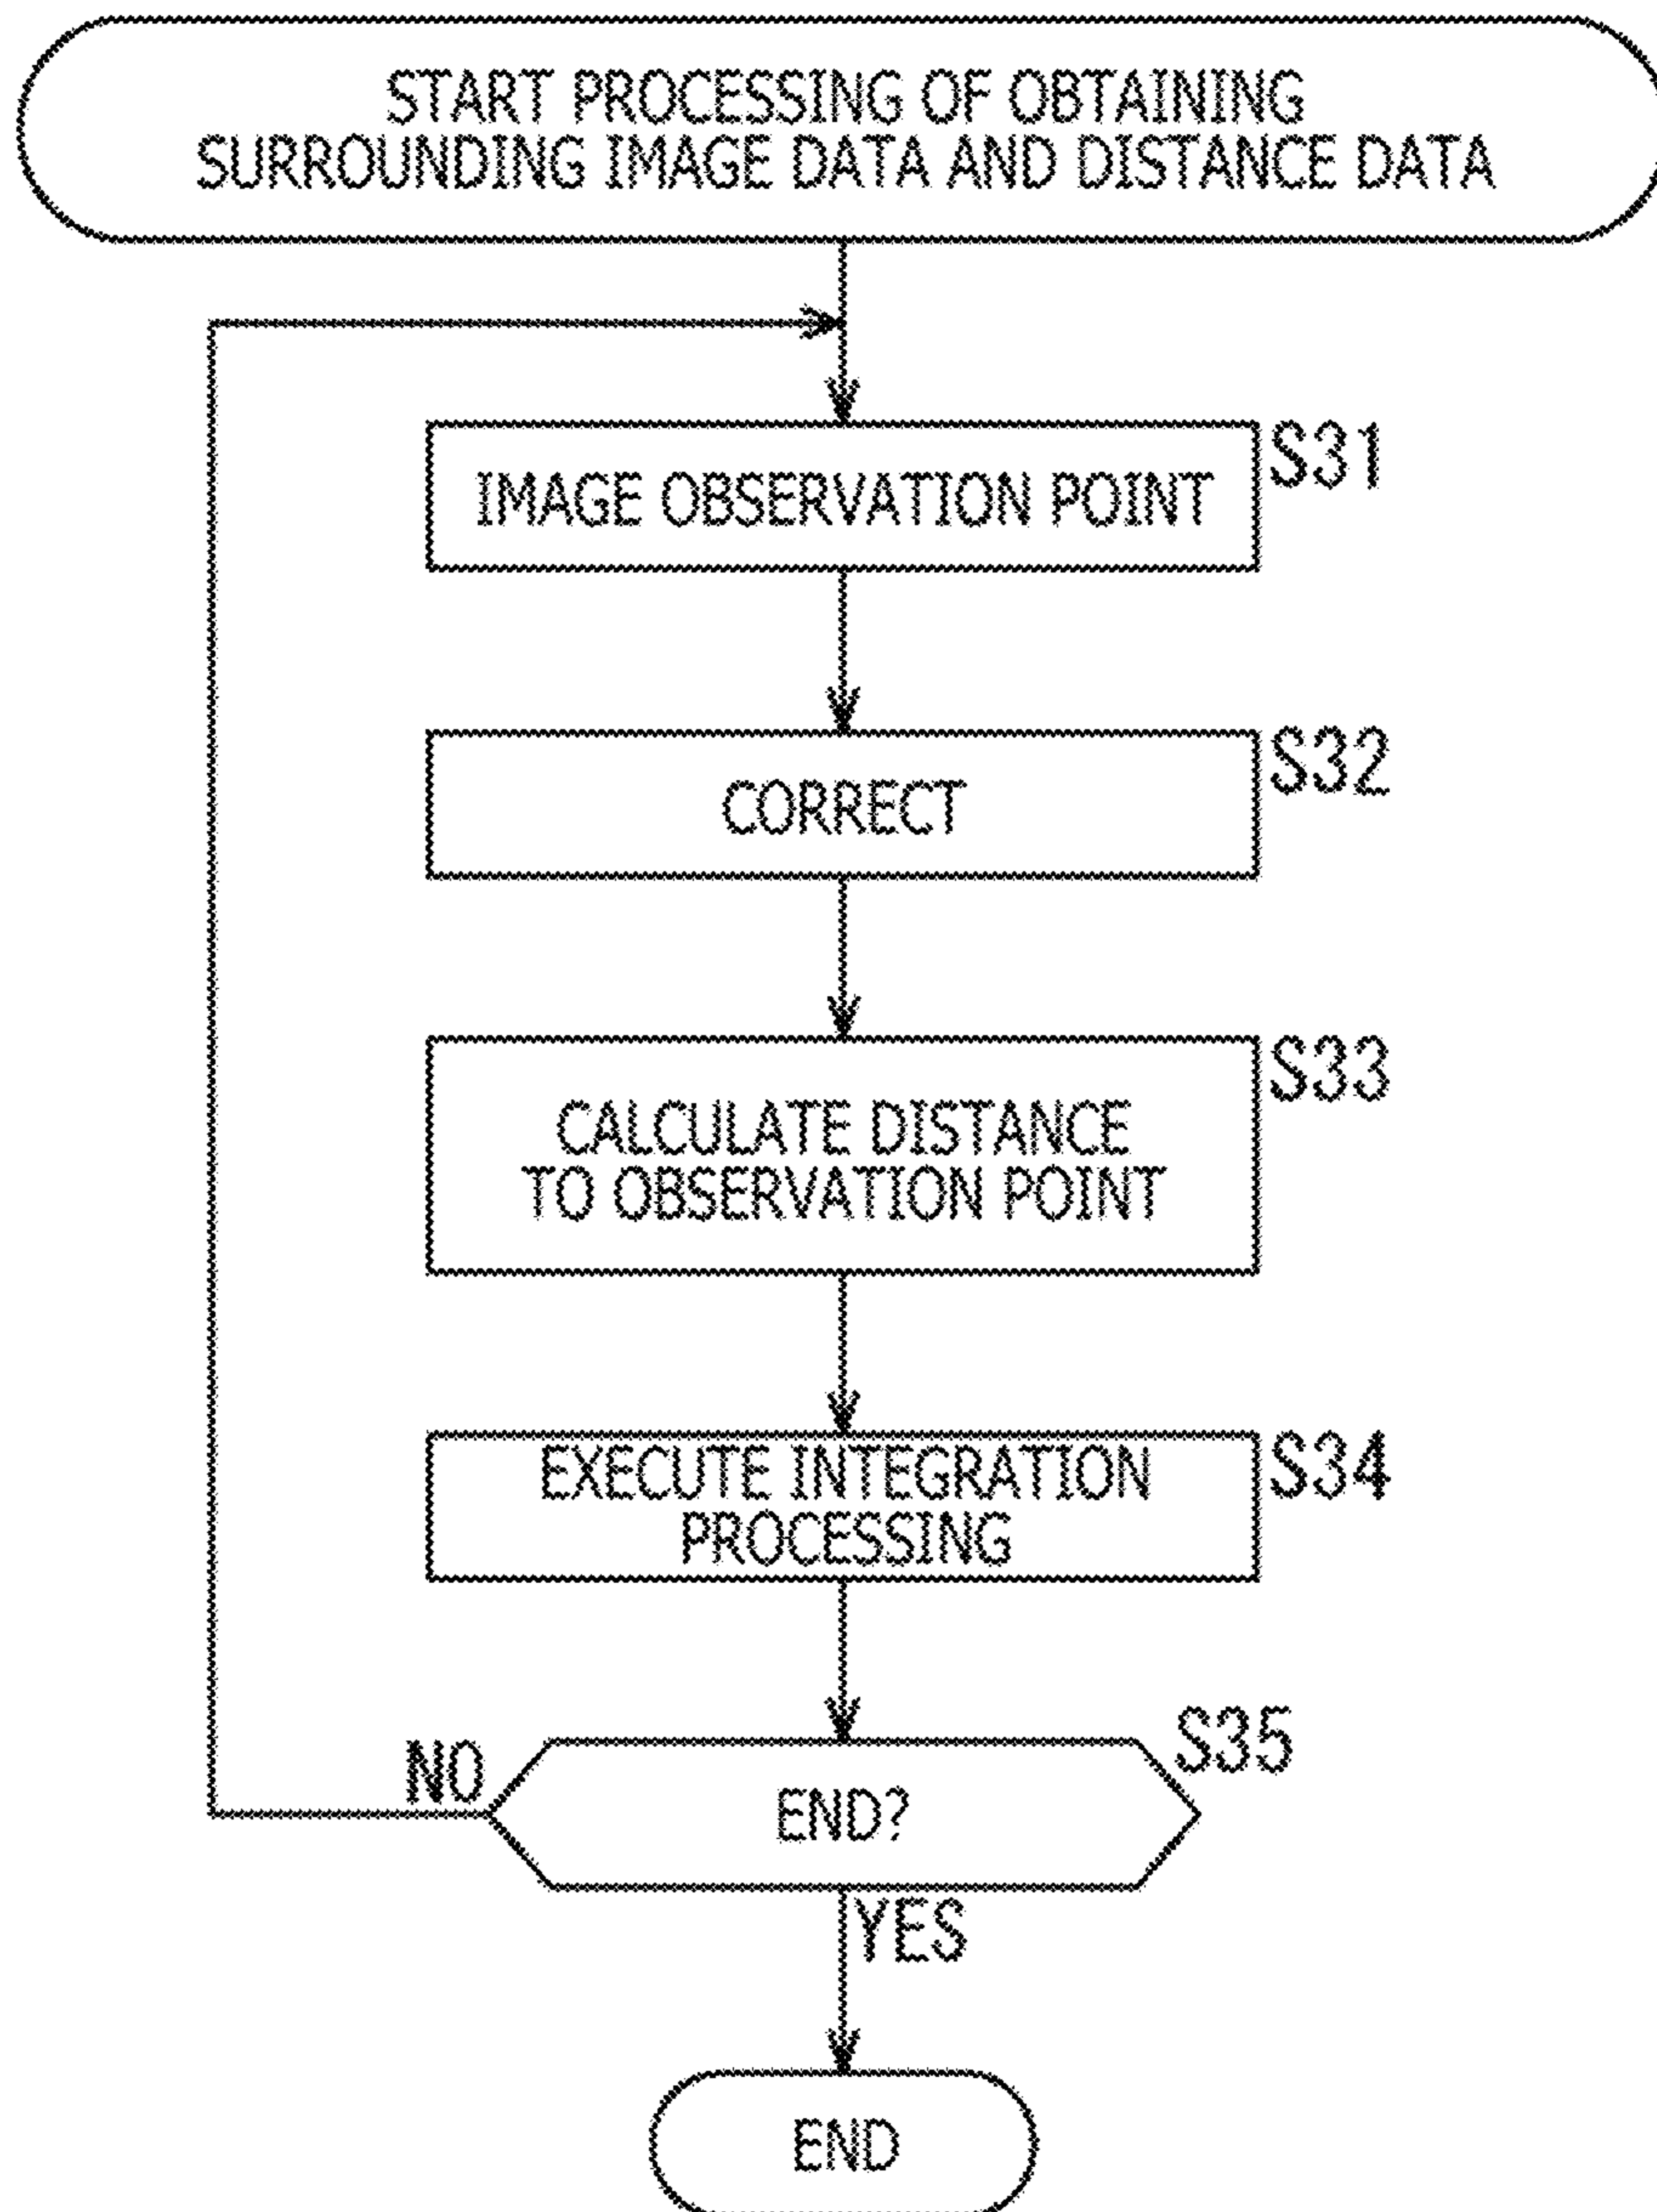 START PROCESSING OF OBTAINING
SURROUNDING IMAGE DATA AND DISTANCE DATA
IMAGE OBSERVATION POINT
S31
CORRECT
S32
CALCULATE DISTANCE
TO OBSERVATION POINT
S33
EXECUTE INTEGRATION
PROCESSING
S34
END?
S35
NO
YES
END